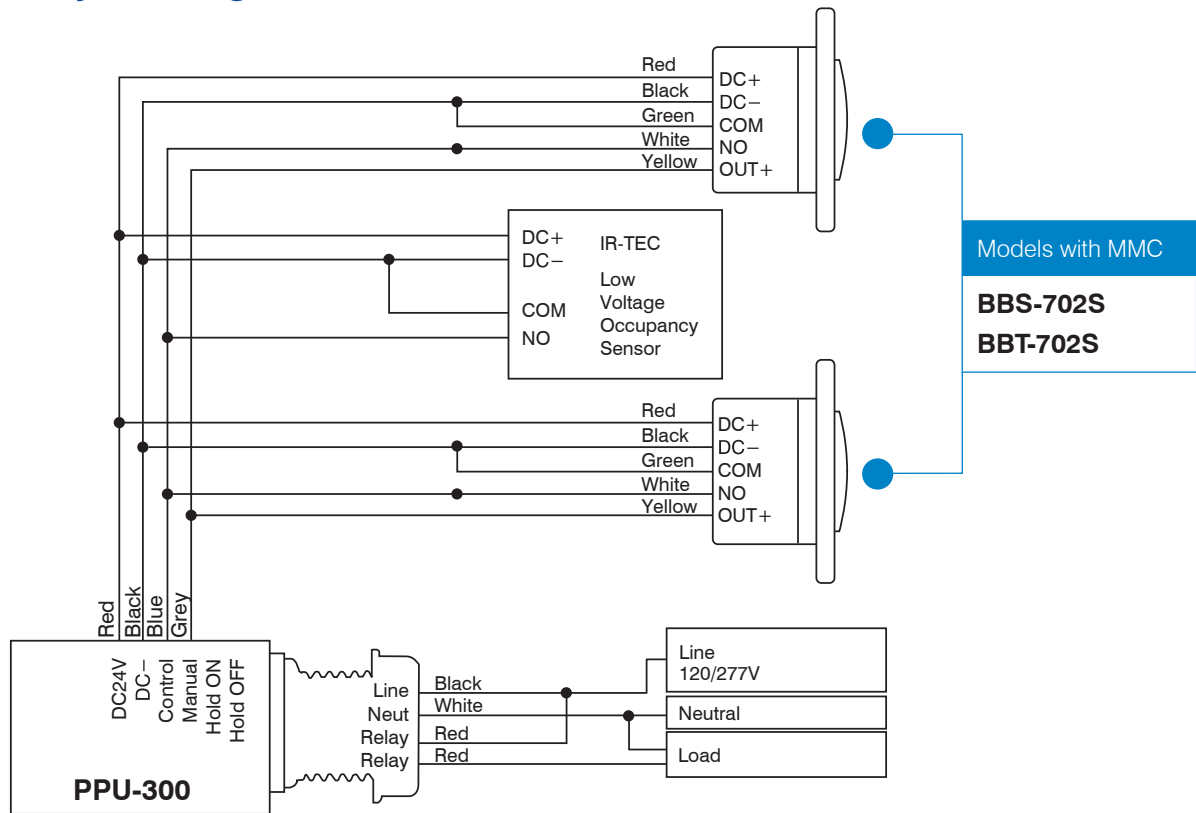 Red
DC+
Black
DC−
Green
COM
White
NO
Yellow
OUT+
DC+
IR-TEC
DC−
Low
Voltage
COM
Occupancy
NO
Sensor
Models with MMC
BBS-702S
BBT-702S
Red
DC+
Black
DC−
Green
COM
White
NO
Yellow
OUT+
Red
Black
Blue
Grey
DC24V
DC−
Control
Manual
Hold ON
Hold OFF
PPU-300
Line
Neut
Relay
Relay
Black
White
Red
Red
Line
120/277V
Neutral
Load